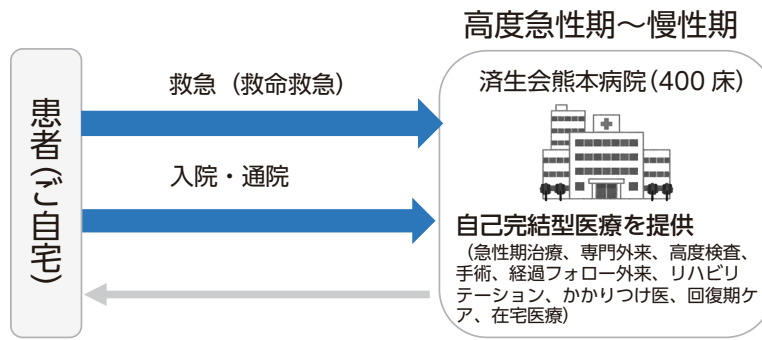 高度急性期〜慢性期
患者（ご自宅）
救急（救命救急）
入院・通院
済生会熊本病院（400 床）
自己完結型医療を提供
（急性期治療、専門外来、高度検査、
手術、経過フォロー外来、リハビリ
テーション、かかりつけ医、回復期ケ
ア、在宅医療）